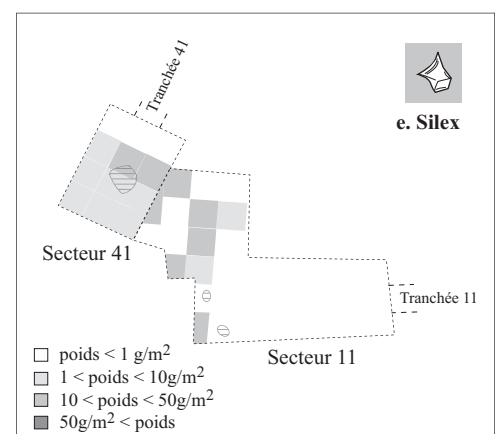 Tranchée 41
e. Silex
Secteur 41
Tranchée 11
Secteur 11
poids < 1 g/m²
1 < poids < 10g/m²
10 < poids < 50g/m²
50g/m² < poids